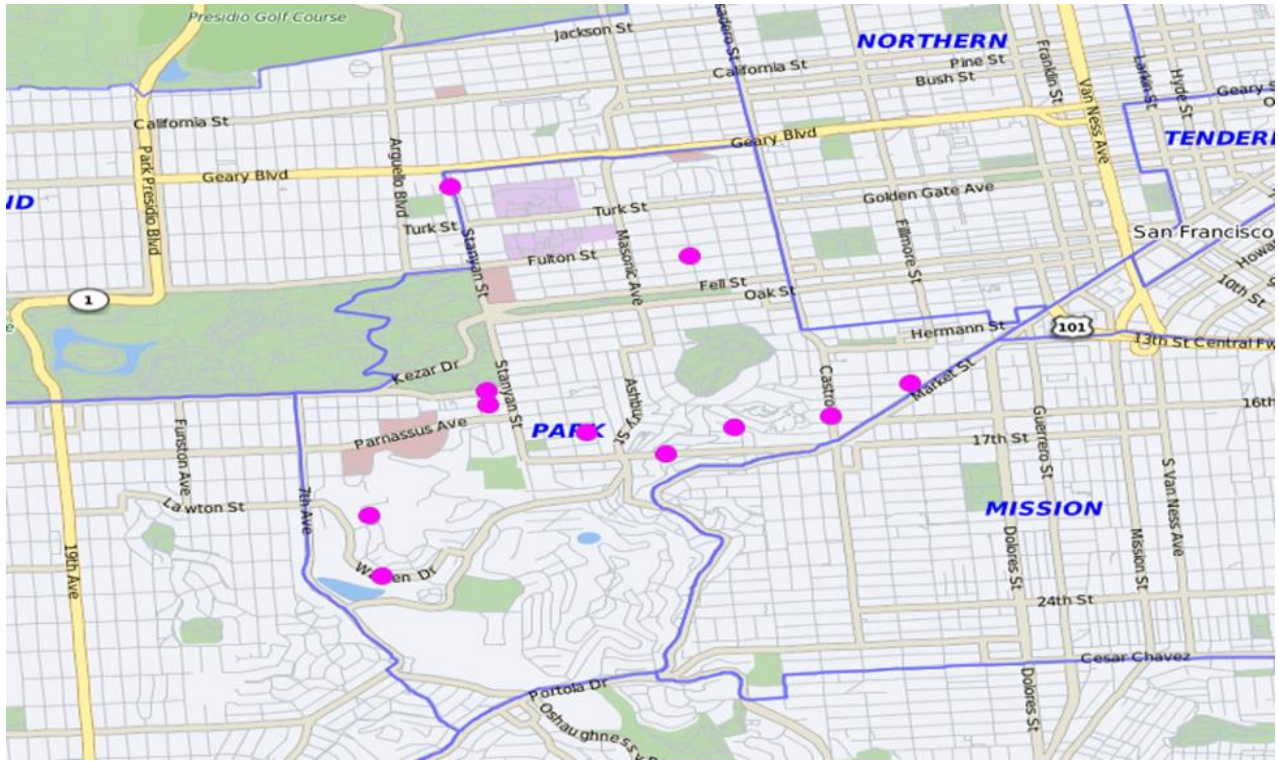 Presidio Golf Course
Jackson St
NORTHERN
Franklin St
California St
Pine St
Bush St
Larkin St
Hyde St
Van Ness Ave
Geary S
California St
Geary Blvd
TENDER
Park Presidio Blvd
Arguello Blvd
Geary Blvd
Golden Gate Ave
ND
Turk St
Turk St
Fillmore St
San Francisco
Stanyan St
Masonic Ave
Fulton St
Howa
Fell St
Oak St
10th St
1
Hermann St
101
13th St Central Fw
Kezar Dr
Stanyan St
Ashbury St
Castro
Market St
16th
Parnassus Ave
PARK
17th St
Guerrero St
Funston Ave
S Van Ness Ave
Lawton St
7th Ave
MISSION
19th Ave
Dolores St
Mission St
24th St
Cesar Chavez
Portola Dr
Dolores St